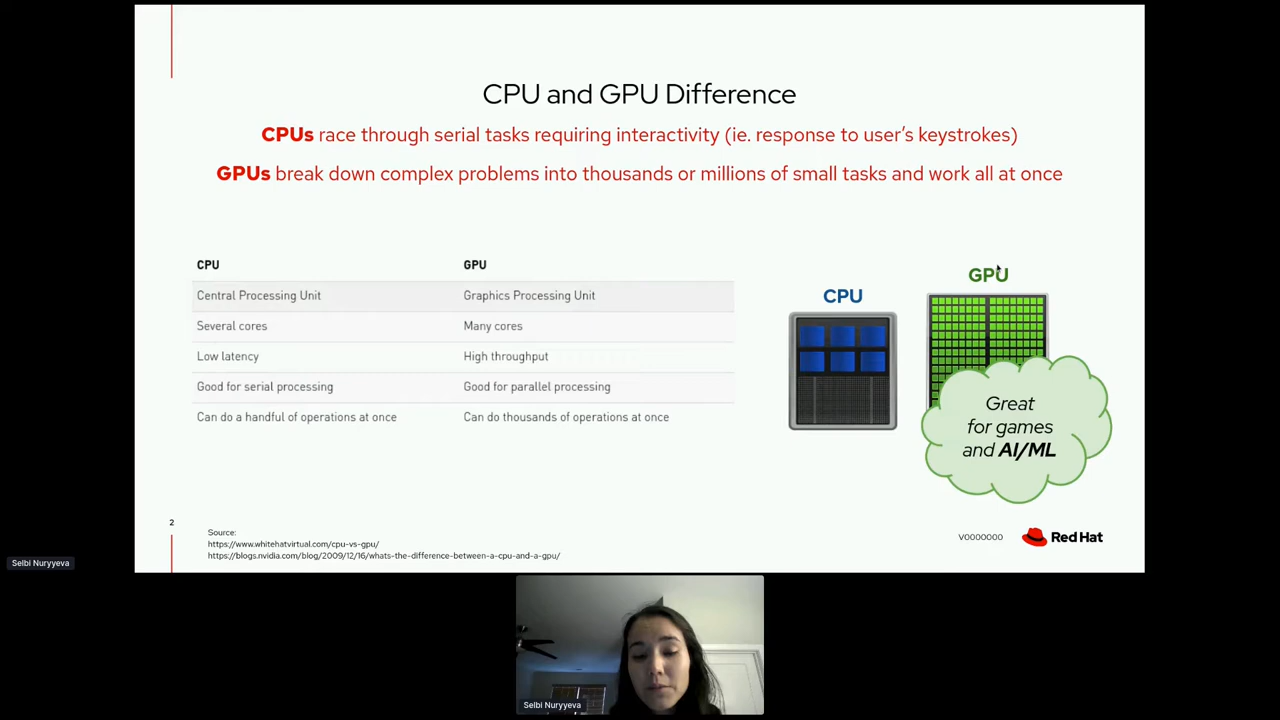 CPU and GPU Difference
CPUs race through serial tasks requiring interactivity (ie. response to user's keystrokes)
GPUs break down complex problems into thousands or millions of small tasks and work all at once
CPU GPU
Central Processing Unit Graphics Processing Unit
Several cores Many cores
Low latency High throughput
Good for serial processing Good for parallel processing
Can do a handful of operations at once Can do thousands of operations at once
CPU
GPU
Great
for games
and AI/ML
2
Source:
https://www.whitehatvirtual.com/cpu-vs-gpu/
https://blogs.nvidia.com/blog/2009/12/16/whats-the-difference-between-a-cpu-and-a-gpu/
V0000000
Red Hat
Selbi Nuryyeva
Selbi Nuryyeva